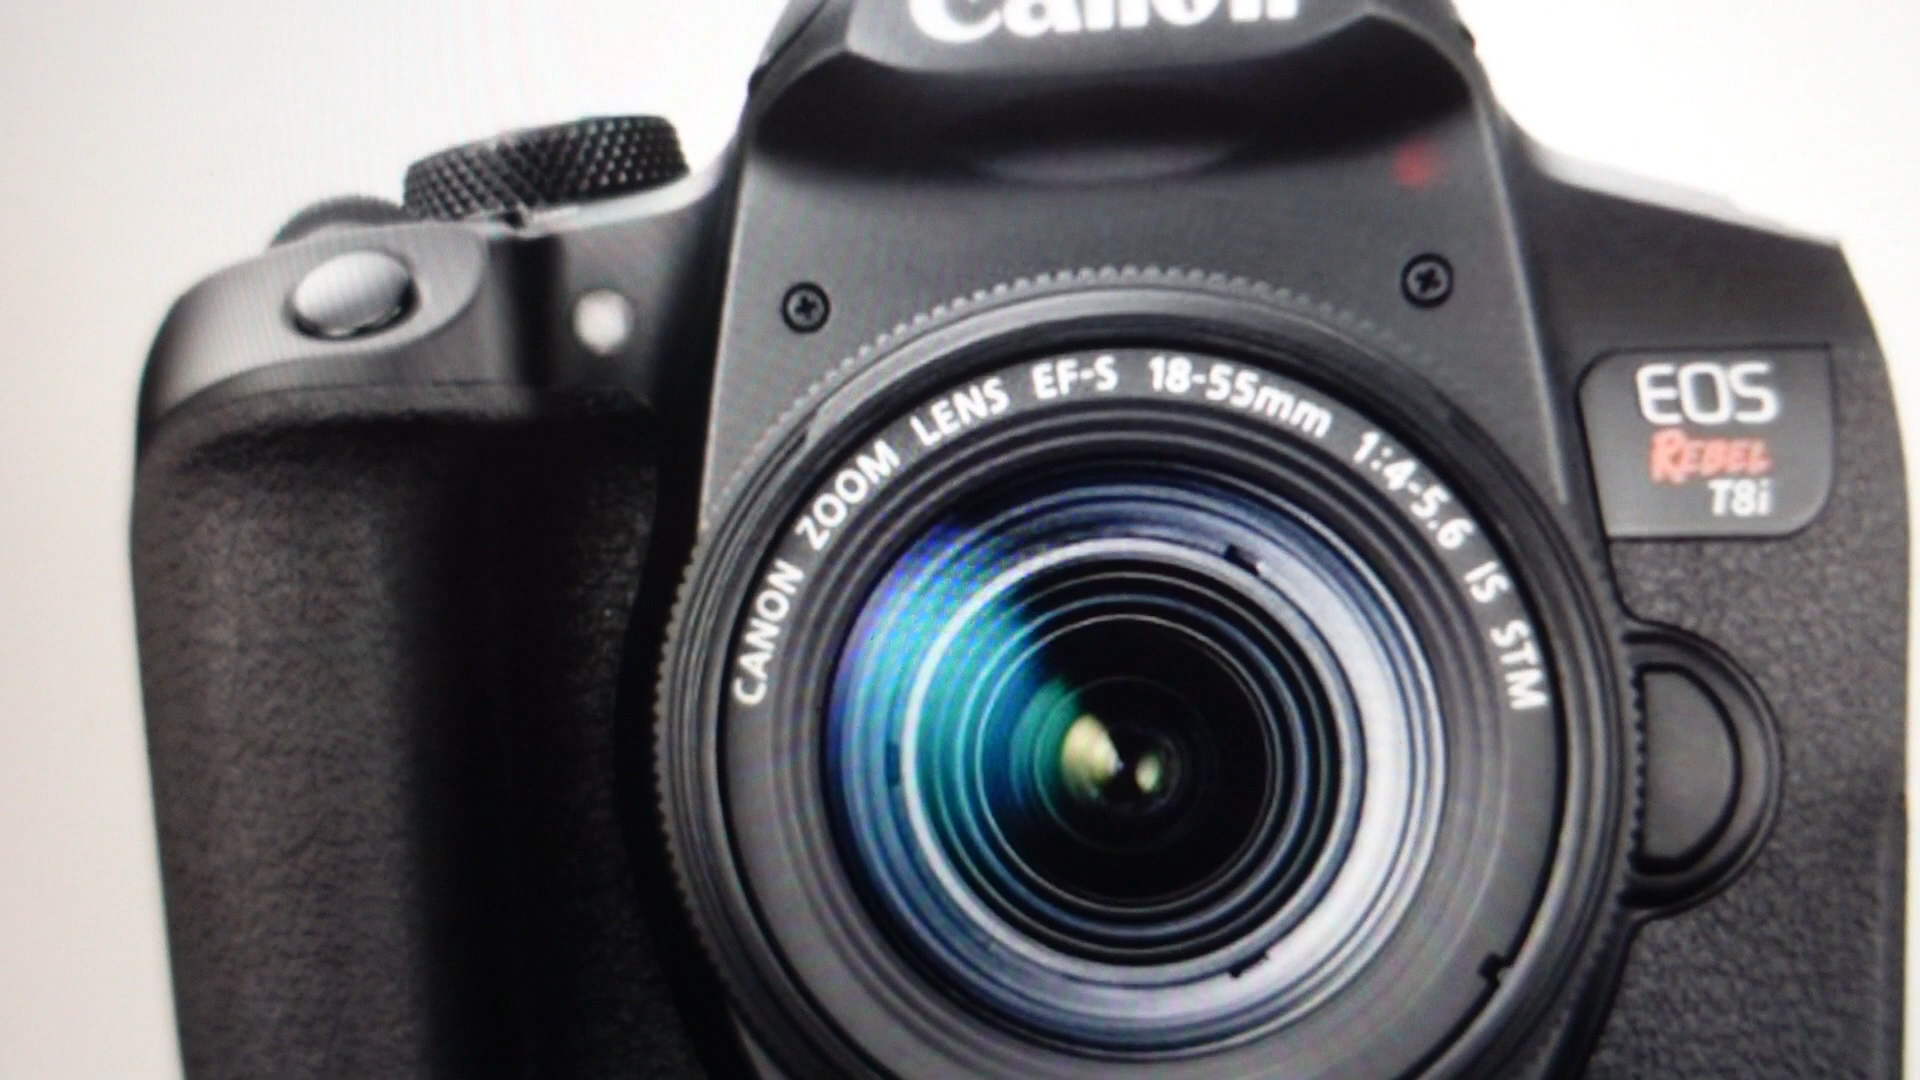 Canon
EOS
REBEL
T8i
CANON ZOOM LENS EF-S 18-55mm 1:4-5.6 IS STM